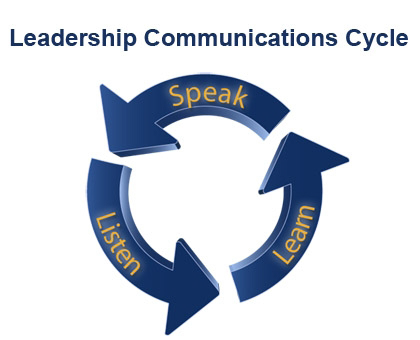 Leadership Communications Cycle
Speak
Listen
Learn